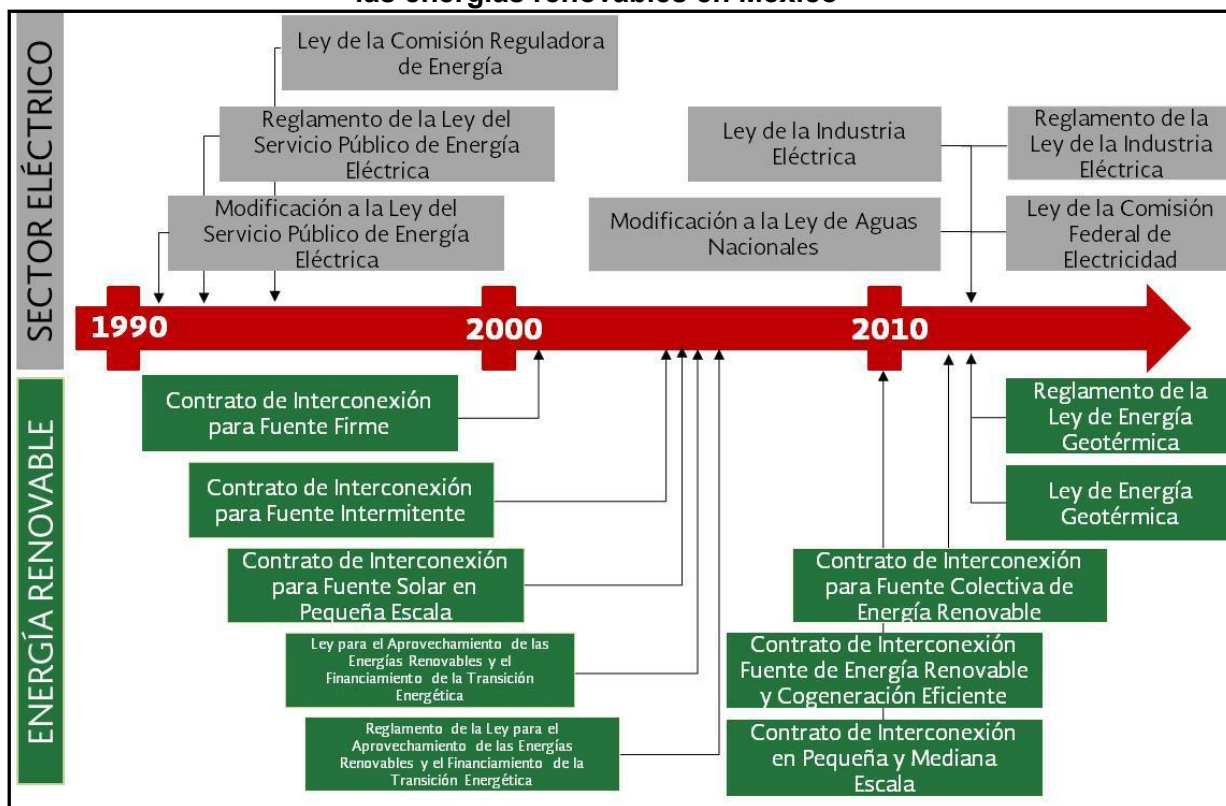 las energías renovables en México
SECTOR ELÉCTRICO
Ley de la Comisión Reguladora
de Energía
Reglamento de la Ley del
Servicio Público de Energía
Eléctrica
Modificación a la Ley del
Servicio Público de Energía
Eléctrica
Ley de la Industria
Eléctrica
Reglamento de la
Ley de la Industria
Eléctrica
Modificación a la Ley de Aguas
Nacionales
Ley de la Comisión
Federal de
Electricidad
1990
2000
2010
ENERGÍA RENOVABLE
Contrato de Interconexión
para Fuente Firme
Contrato de Interconexión
para Fuente Intermitente
Contrato de Interconexión
para Fuente Solar en
Pequeña Escala
Ley para el Aprovechamiento de las
Energías Renovables y el
Financiamiento de la Transición
Energética
Reglamento de la Ley para el
Aprovechamiento de las Energías
Renovables y el Financiamiento de la
Transición Energética
Reglamento de la
Ley de Energía
Geotérmica
Ley de Energía
Geotérmica
Contrato de Interconexión
para Fuente Colectiva de
Energía Renovable
Contrato de Interconexión
Fuente de Energía Renovable
y Cogeneración Eficiente
Contrato de Interconexión
en Pequeña y Mediana
Escala